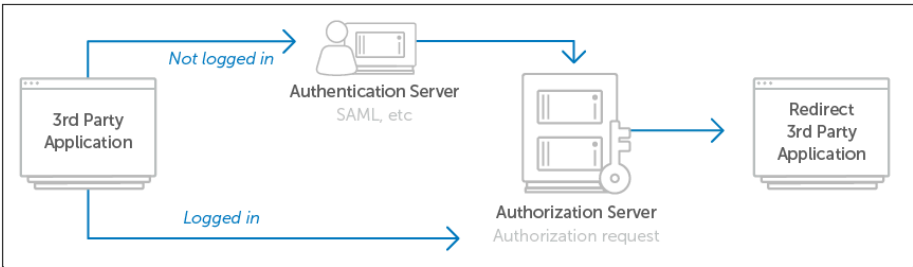 Not logged in
3rd Party
Application
Authentication Server
SAML, etc
Logged in
Authorization Server
Authorization request
Redirect
3rd Party
Application